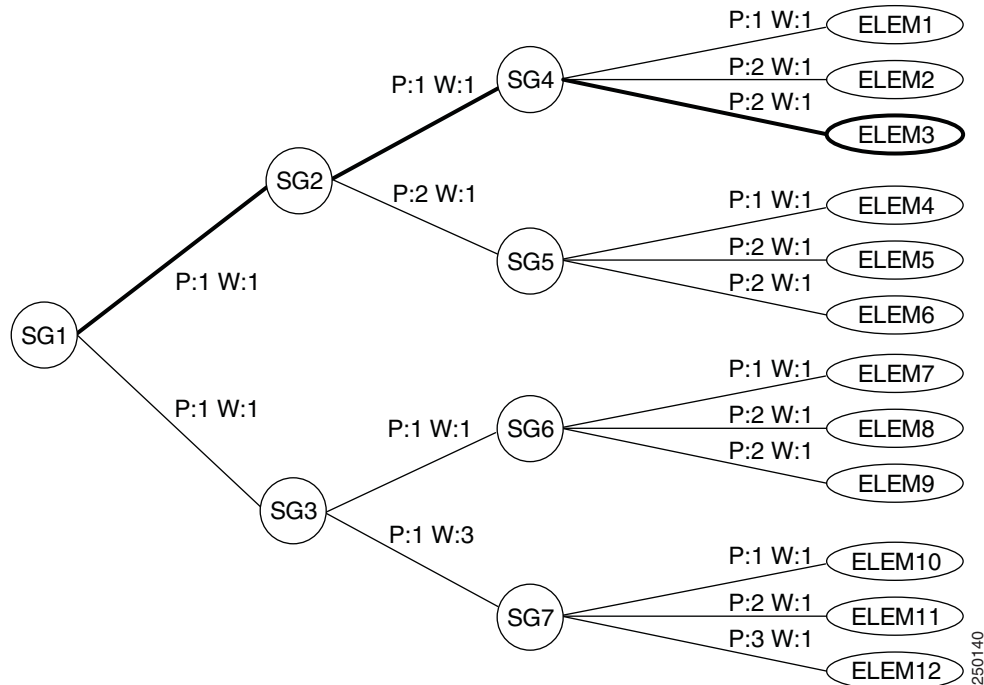 P:1 W:1
ELEM1
SG4
P:2 W:1
ELEM2
P:1 W:1
P:2 W:1
ELEM3
SG2
P:2 W:1
P:1 W:1
ELEM4
SG5
P:2 W:1
ELEM5
P:1 W:1
P:2 W:1
ELEM6
SG1
P:1 W:1
ELEM7
P:1 W:1
P:1 W:1
SG6
P:2 W:1
ELEM8
P:2 W:1
ELEM9
SG3
P:1 W:3
P:1 W:1
ELEM10
SG7
P:2 W:1
ELEM11
P:3 W:1
ELEM12
250140